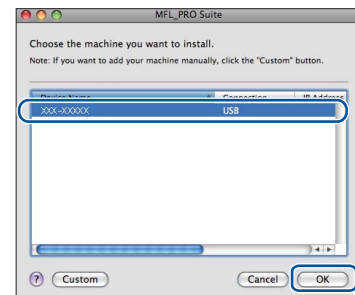 MFL_PRO Suite
Choose the machine you want to install.
Note: If you want to add your machine manually, click the "Custom" button.
Device Name Connection IP Address
XXX-XXXXX USB
? Custom Cancel OK